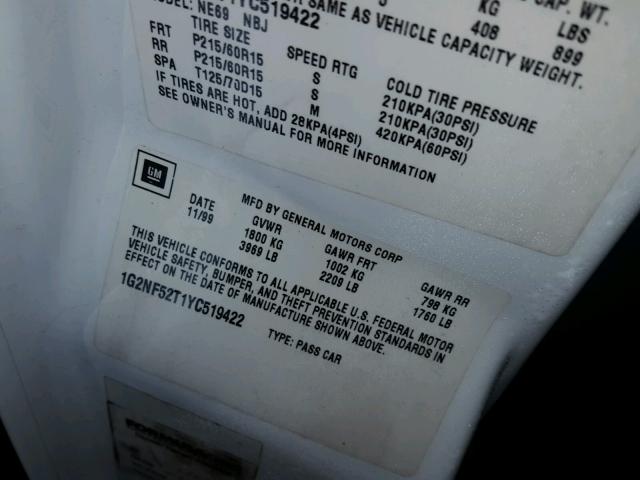 CAP. WT.
KG LBS
408 899
YC519422 OR SAME AS VEHICLE CAPACITY WEIGHT.
MODEL: NE69 NBJ
TIRE SIZE SPEED RTG COLD TIRE PRESSURE
FRT P215/60R15 S 210KPA(30PSI)
RR P215/60R15 S 210KPA(30PSI)
SPA T125/70D15 M 420KPA(60PSI)
IF TIRES ARE HOT, ADD 28KPA(4PSI)
SEE OWNER'S MANUAL FOR MORE INFORMATION
GM
MFD BY GENERAL MOTORS CORP
DATE GVWR GAWR FRT GAWR RR
11/99 1800 KG 1002 KG 798 KG
3969 LB 2209 LB 1760 LB
THIS VEHICLE CONFORMS TO ALL APPLICABLE U.S. FEDERAL MOTOR
VEHICLE SAFETY, BUMPER, AND THEFT PREVENTION STANDARDS IN
EFFECT ON THE DATE OF MANUFACTURE SHOWN ABOVE.
1G2NF52T1YC519422
TYPE: PASS CAR